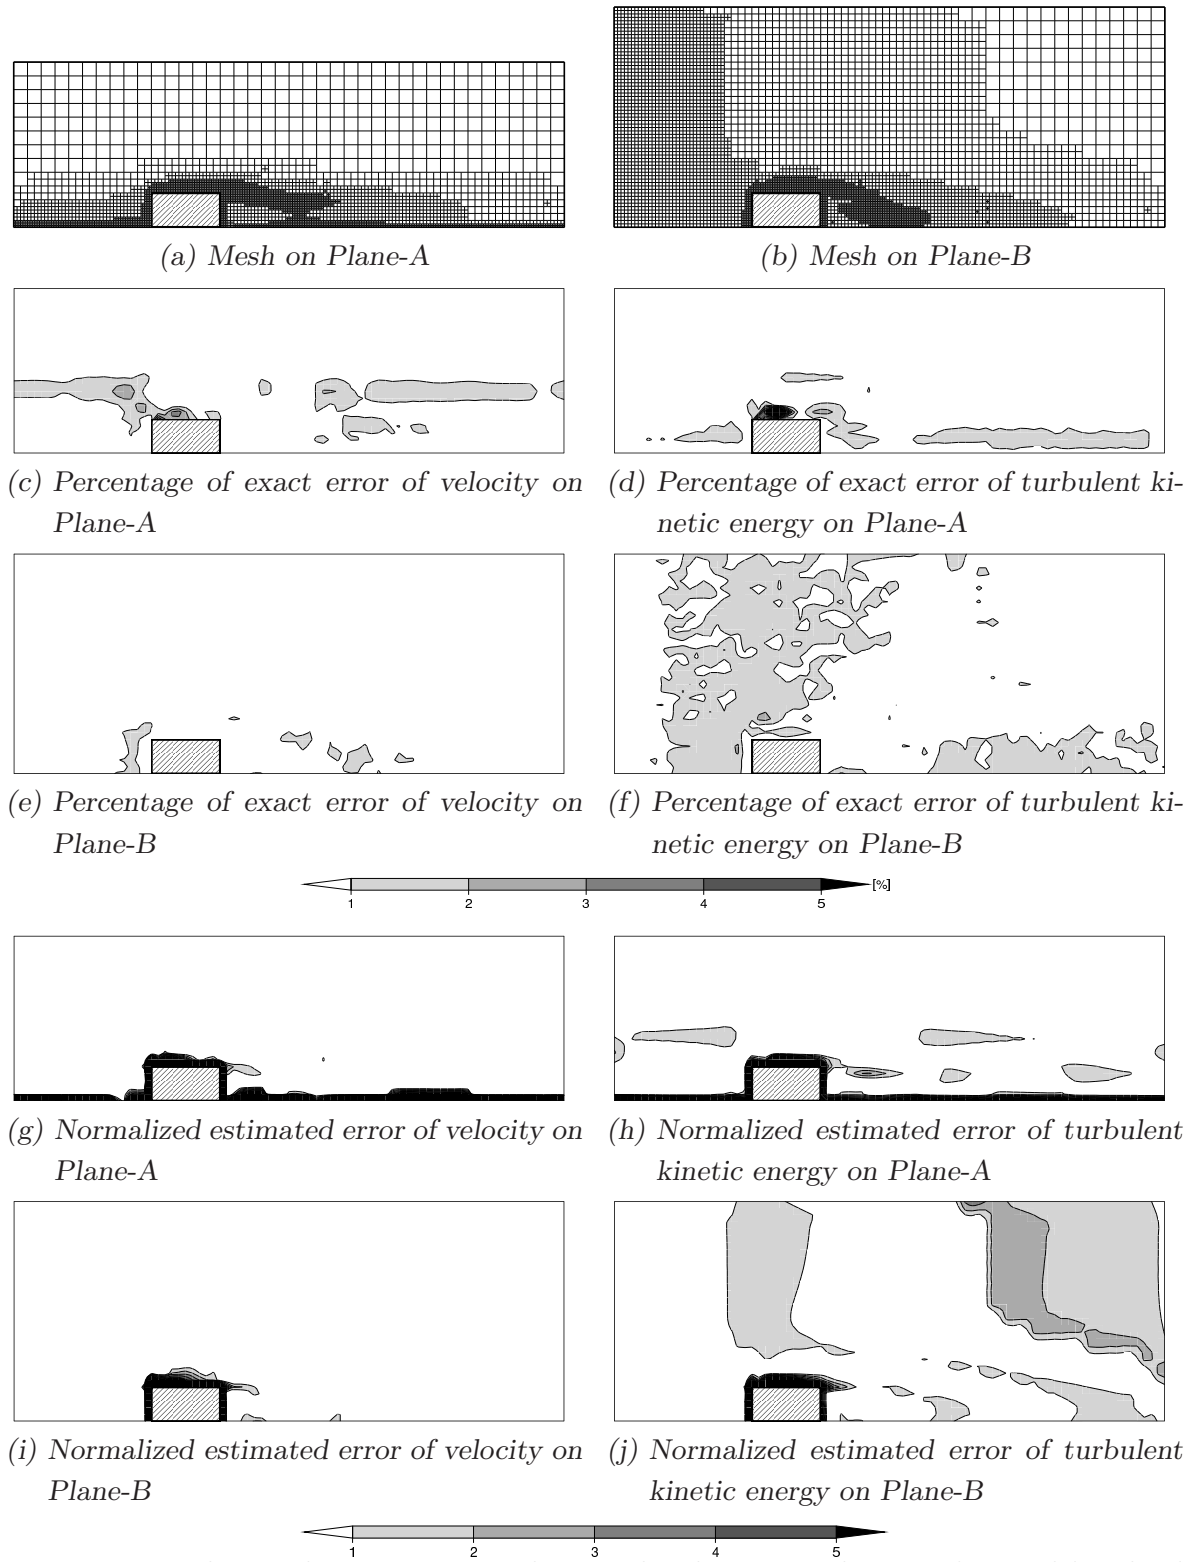 (a) Mesh on Plane-A
(b) Mesh on Plane-B
(c) Percentage of exact error of velocity on
Plane-A
(d) Percentage of exact error of turbulent ki-
netic energy on Plane-A
(e) Percentage of exact error of velocity on
Plane-B
(f) Percentage of exact error of turbulent ki-
netic energy on Plane-B
[%]
1 2 3 4 5
(g) Normalized estimated error of velocity on
Plane-A
(h) Normalized estimated error of turbulent
kinetic energy on Plane-A
(i) Normalized estimated error of velocity on
Plane-B
(j) Normalized estimated error of turbulent
kinetic energy on Plane-B
1 2 3 4 5